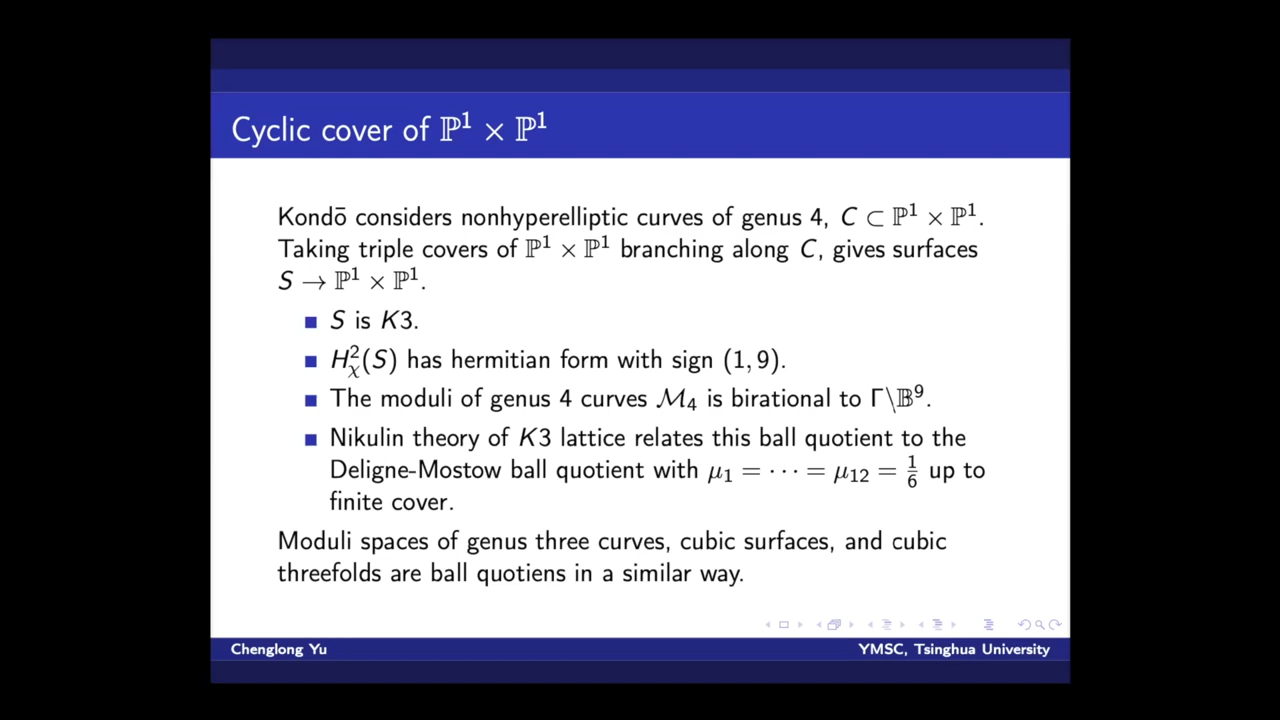 Cyclic cover of ℙ¹ × ℙ¹
Kondō considers nonhyperelliptic curves of genus 4, C ⊂ ℙ¹ × ℙ¹.
Taking triple covers of ℙ¹ × ℙ¹ branching along C, gives surfaces
S → ℙ¹ × ℙ¹.
S is K3.
H²_χ(S) has hermitian form with sign (1, 9).
The moduli of genus 4 curves ℳ₄ is birational to Γ\𝔹⁹.
Nikulin theory of K3 lattice relates this ball quotient to the
Deligne-Mostow ball quotient with μ₁ = ⋯ = μ₁₂ = 1/6 up to
finite cover.
Moduli spaces of genus three curves, cubic surfaces, and cubic
threefolds are ball quotiens in a similar way.
Chenglong Yu
YMSC, Tsinghua University